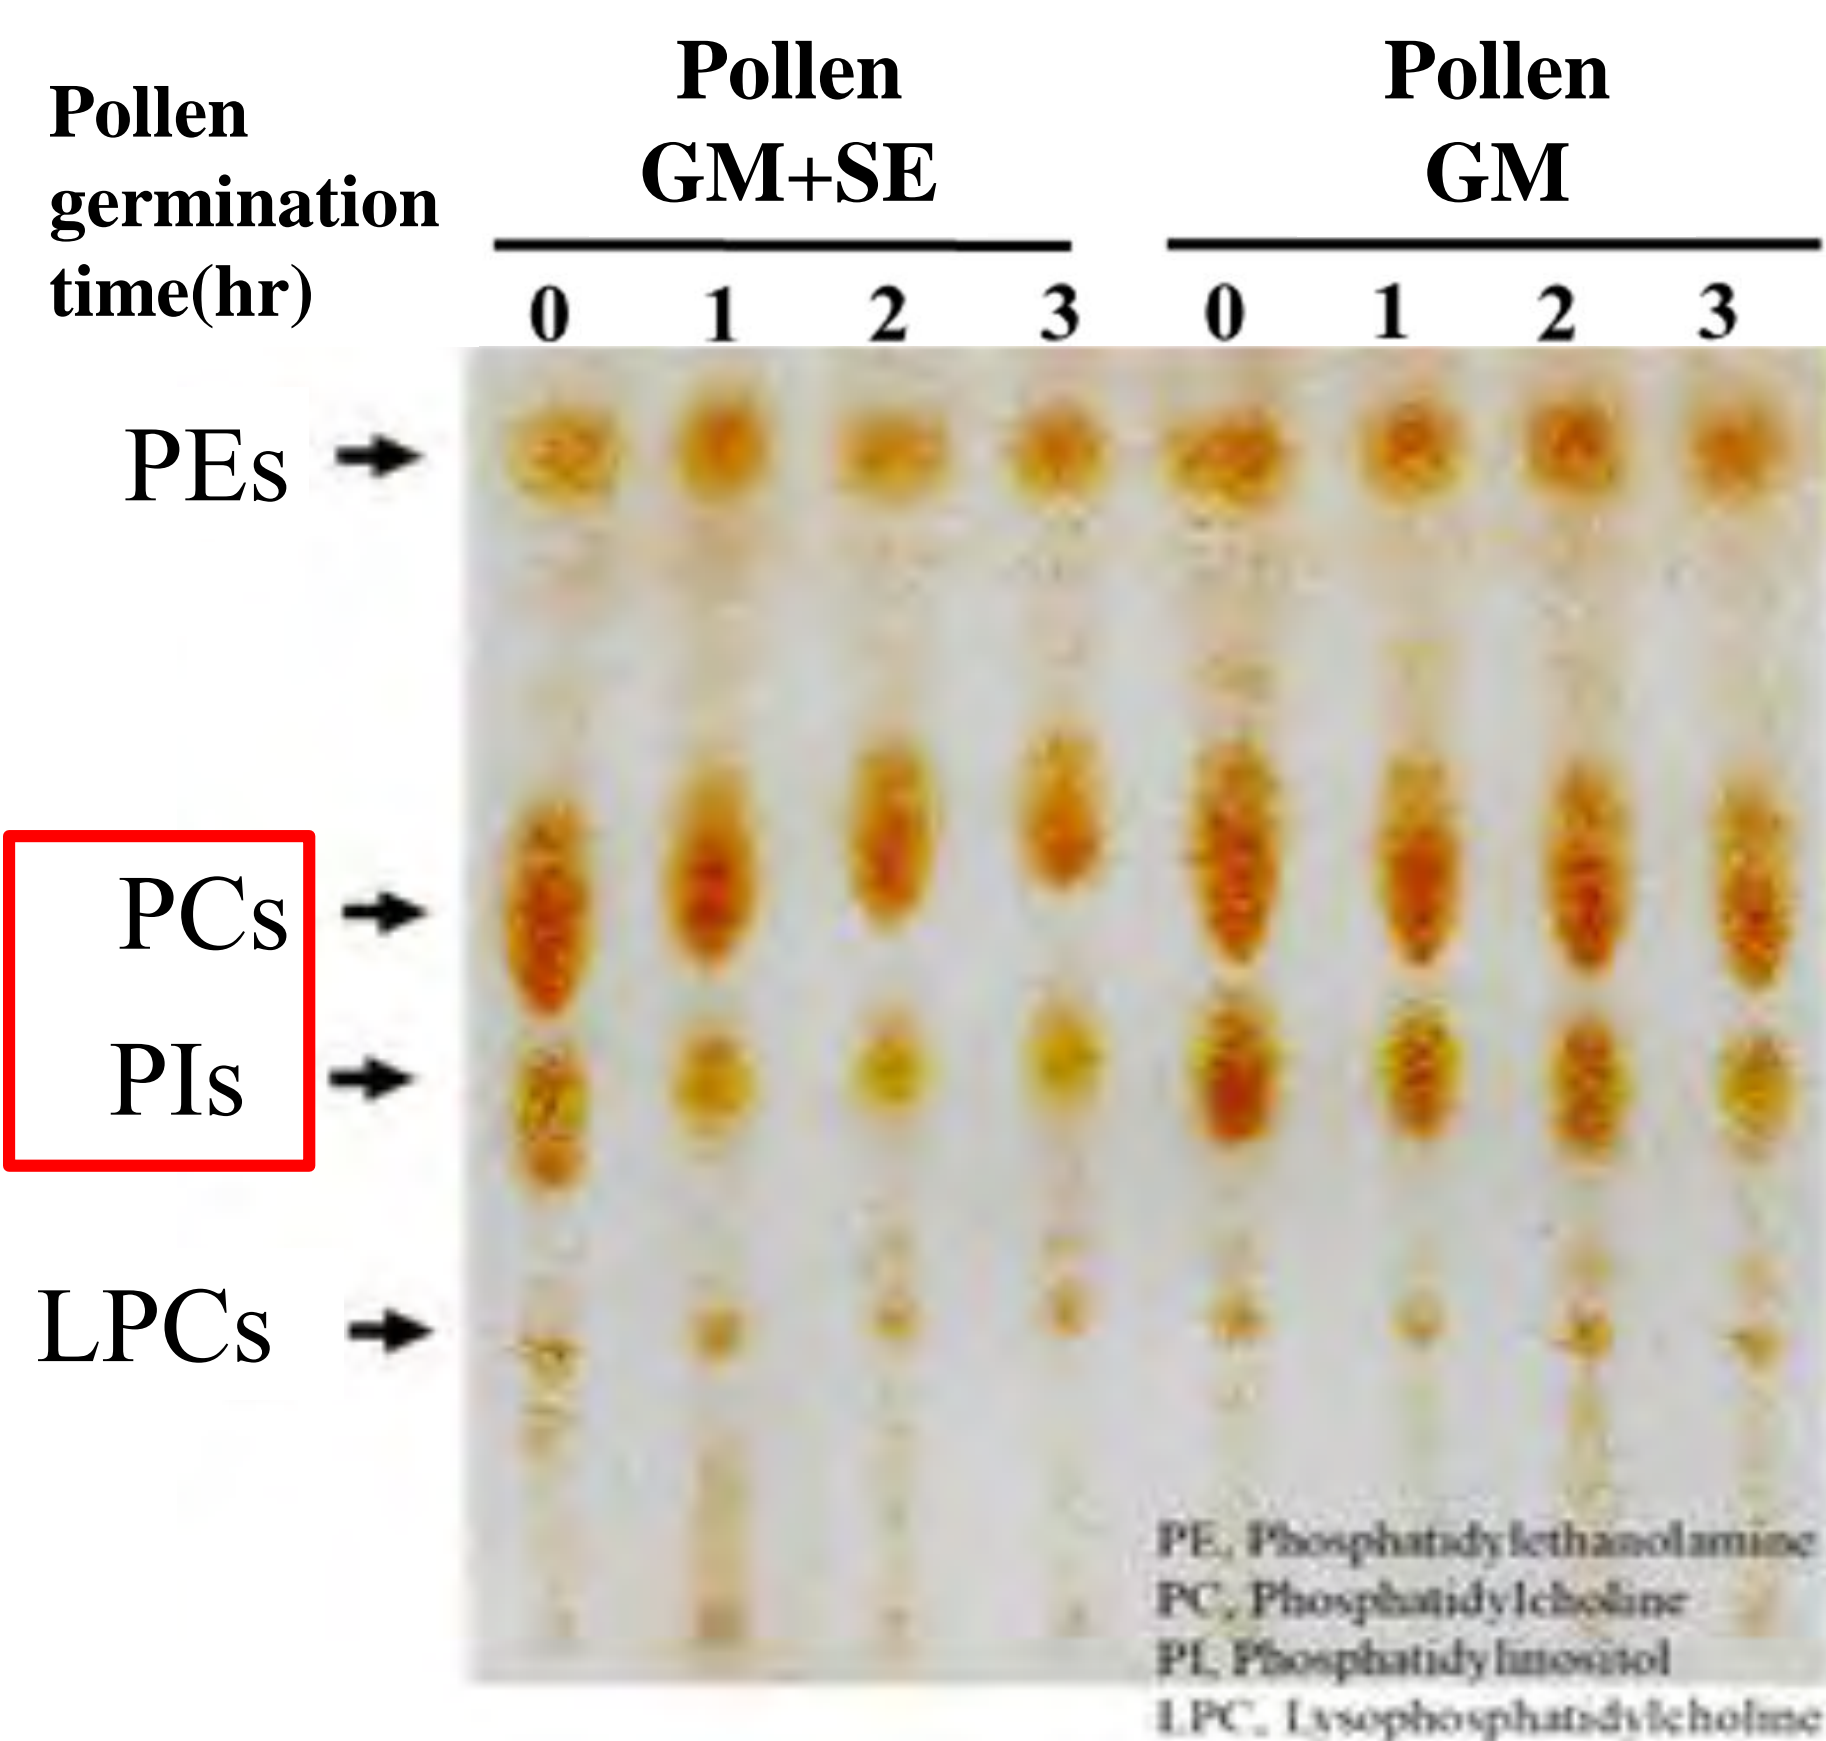 Pollen
germination
time(hr)
Pollen
GM+SE
Pollen
GM
0 1 2 3 0 1 2 3
PEs
PCs
PIs
LPCs
PE, Phosphatidylethanolamine
PC, Phosphatidylcholine
PI, Phosphatidylinositol
LPC, Lysophosphatidylcholine